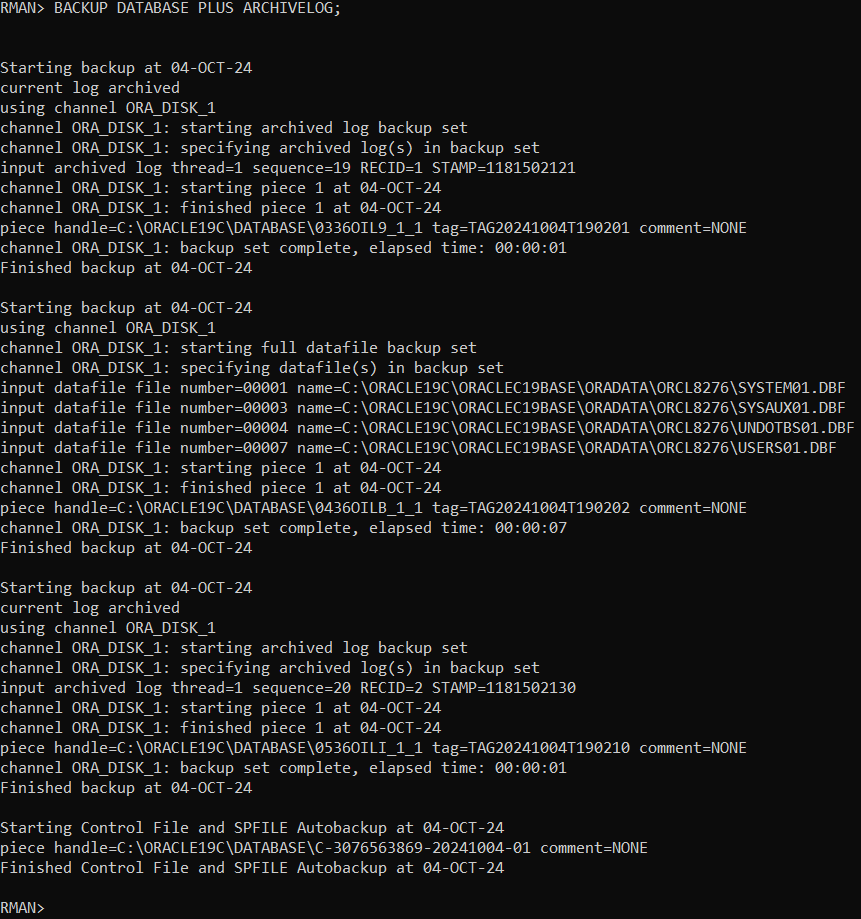 RMAN> BACKUP DATABASE PLUS ARCHIVELOG;
Starting backup at 04-OCT-24
current log archived
using channel ORA_DISK_1
channel ORA_DISK_1: starting archived log backup set
channel ORA_DISK_1: specifying archived log(s) in backup set
input archived log thread=1 sequence=19 RECID=1 STAMP=1181502121
channel ORA_DISK_1: starting piece 1 at 04-OCT-24
channel ORA_DISK_1: finished piece 1 at 04-OCT-24
piece handle=C:\ORACLE19C\DATABASE\0336OIL9_1_1 tag=TAG20241004T190201 comment=NONE
channel ORA_DISK_1: backup set complete, elapsed time: 00:00:01
Finished backup at 04-OCT-24
Starting backup at 04-OCT-24
using channel ORA_DISK_1
channel ORA_DISK_1: starting full datafile backup set
channel ORA_DISK_1: specifying datafile(s) in backup set
input datafile file number=00001 name=C:\ORACLE19C\ORACLEC19BASE\ORADATA\ORCL8276\SYSTEM01.DBF
input datafile file number=00003 name=C:\ORACLE19C\ORACLEC19BASE\ORADATA\ORCL8276\SYSAUX01.DBF
input datafile file number=00004 name=C:\ORACLE19C\ORACLEC19BASE\ORADATA\ORCL8276\UNDOTBS01.DBF
input datafile file number=00007 name=C:\ORACLE19C\ORACLEC19BASE\ORADATA\ORCL8276\USERS01.DBF
channel ORA_DISK_1: starting piece 1 at 04-OCT-24
channel ORA_DISK_1: finished piece 1 at 04-OCT-24
piece handle=C:\ORACLE19C\DATABASE\0436OILB_1_1 tag=TAG20241004T190202 comment=NONE
channel ORA_DISK_1: backup set complete, elapsed time: 00:00:07
Finished backup at 04-OCT-24
Starting backup at 04-OCT-24
current log archived
using channel ORA_DISK_1
channel ORA_DISK_1: starting archived log backup set
channel ORA_DISK_1: specifying archived log(s) in backup set
input archived log thread=1 sequence=20 RECID=2 STAMP=1181502130
channel ORA_DISK_1: starting piece 1 at 04-OCT-24
channel ORA_DISK_1: finished piece 1 at 04-OCT-24
piece handle=C:\ORACLE19C\DATABASE\0536OILI_1_1 tag=TAG20241004T190210 comment=NONE
channel ORA_DISK_1: backup set complete, elapsed time: 00:00:01
Finished backup at 04-OCT-24
Starting Control File and SPFILE Autobackup at 04-OCT-24
piece handle=C:\ORACLE19C\DATABASE\C-3076563869-20241004-01 comment=NONE
Finished Control File and SPFILE Autobackup at 04-OCT-24
RMAN>